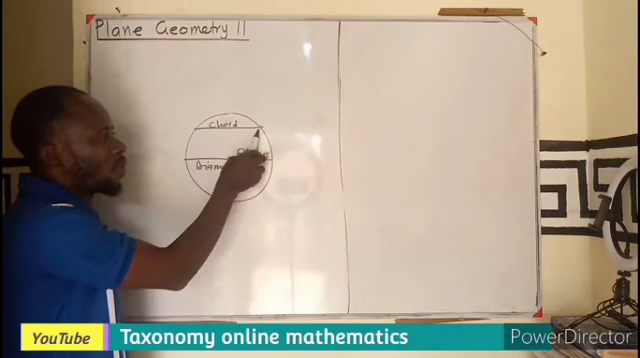 Plane Geometry II
Chord
YouTube
Taxonomy online mathematics
PowerDirector